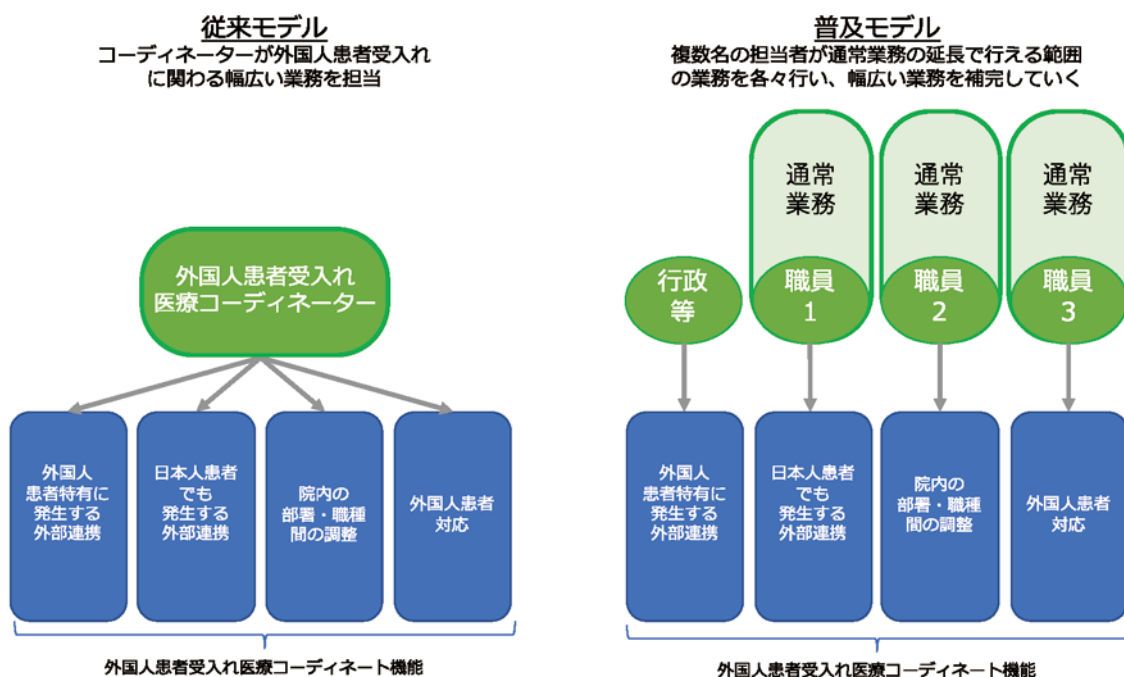 従来モデル
コーディネーターが外国人患者受入れ
に関わる幅広い業務を担当
外国人患者受入れ
医療コーディネーター
外国人
患者特有に
発生する
外部連携
日本人患者
でも
発生する
外部連携
院内の
部署・職種
間の調整
外国人患者
対応
外国人患者受入れ医療コーディネート機能
普及モデル
複数名の担当者が通常業務の延長で行える範囲
の業務を各々行い、幅広い業務を補完していく
通常
業務
通常
業務
通常
業務
行政
等
職員
1
職員
2
職員
3
外国人
患者特有に
発生する
外部連携
日本人患者
でも
発生する
外部連携
院内の
部署・職種
間の調整
外国人患者
対応
外国人患者受入れ医療コーディネート機能